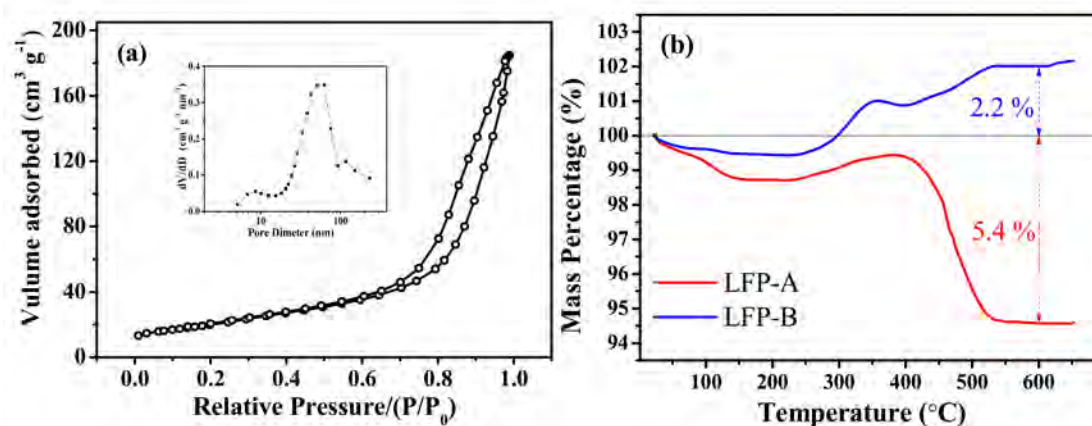 (a)
Vulume adsorbed (cm³ g⁻¹)
200
160
120
80
40
0
0.0 0.2 0.4 0.6 0.8 1.0
Relative Pressure/(P/P₀)
dV/dD (cm³ g⁻¹ nm⁻¹)
0.4
0.3
0.2
0.1
0.0
10 100
Pore Dimeter (nm)
(b)
Mass Percentage (%)
103
102
101
100
99
98
97
96
95
94
100 200 300 400 500 600
Temperature (°C)
2.2 %
5.4 %
LFP-A
LFP-B